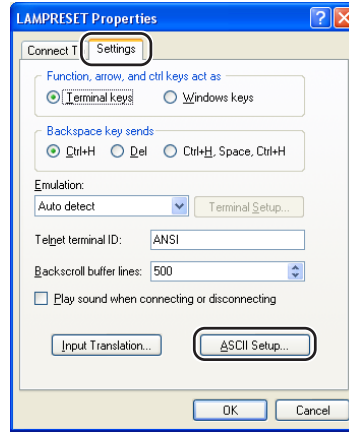 LAMPRESET Properties
Connect T Settings
Function, arrow, and ctrl keys act as
Terminal keys Windows keys
Backspace key sends
Ctrl+H Del Ctrl+H, Space, Ctrl+H
Emulation:
Auto detect Terminal Setup...
Telnet terminal ID: ANSI
Backscroll buffer lines: 500
Play sound when connecting or disconnecting
Input Translation... ASCII Setup...
OK Cancel